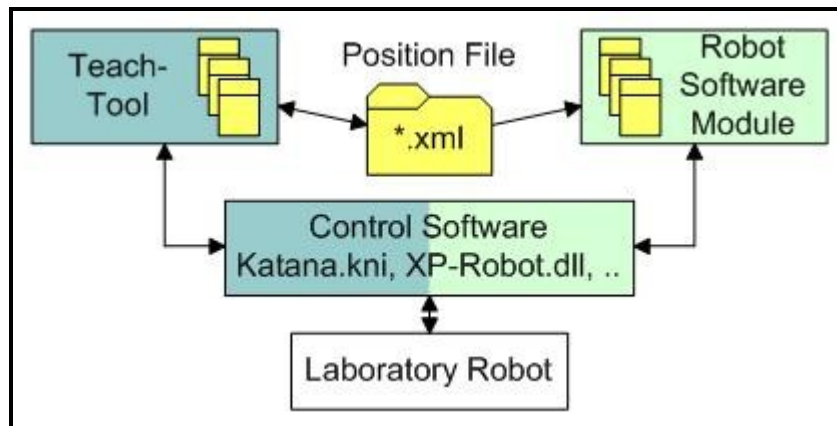 Teach-
Tool
Position File
*.xml
Robot
Software
Module
Control Software
Katana.kni, XP-Robot.dll, ..
Laboratory Robot